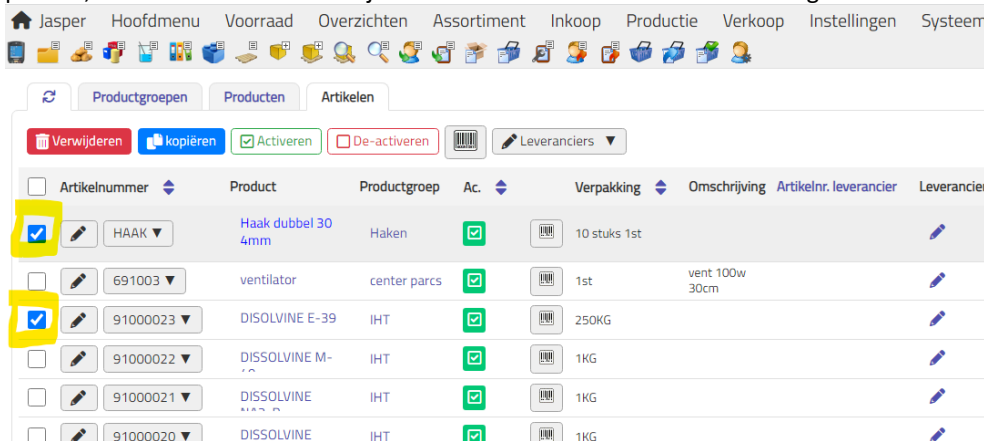 Jasper Hoofdmenu Voorraad Overzichten Assortiment Inkoop Productie Verkoop Instellingen Systeem
Productgroepen Producten Artikelen
Verwijderen kopiëren Activeren De-activeren Leveranciers ▼
Artikelnummer Product Productgroep Ac. Verpakking Omschrijving Artikelnr. leverancier Leverancier
HAAK ▼ Haak dubbel 30 Haken 10 stuks 1st
4mm
691003 ▼ ventilator center parcs 1st vent 100w
30cm
91000023 ▼ DISOLVINE E-39 IHT 250KG
91000022 ▼ DISSOLVINE M- IHT 1KG
91000021 ▼ DISSOLVINE IHT 1KG
91000020 ▼ DISSOLVINE IHT 1KG